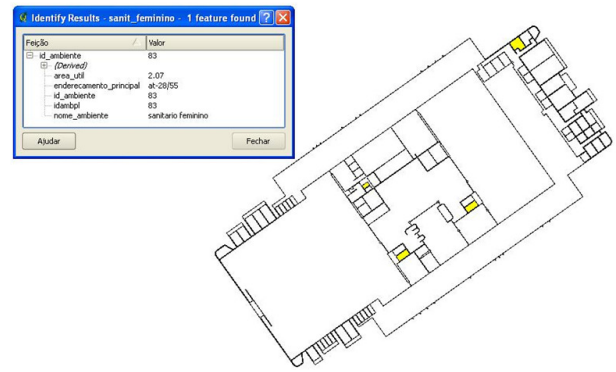 Identify Results - sanit_feminino - 1 feature found
Feição Valor
id_ambiente 83
(Derived)
area_util 2.07
enderecamento_principal at-28/55
id_ambiente 83
idambpl 83
nome_ambiente sanitario feminino
Ajudar Fechar